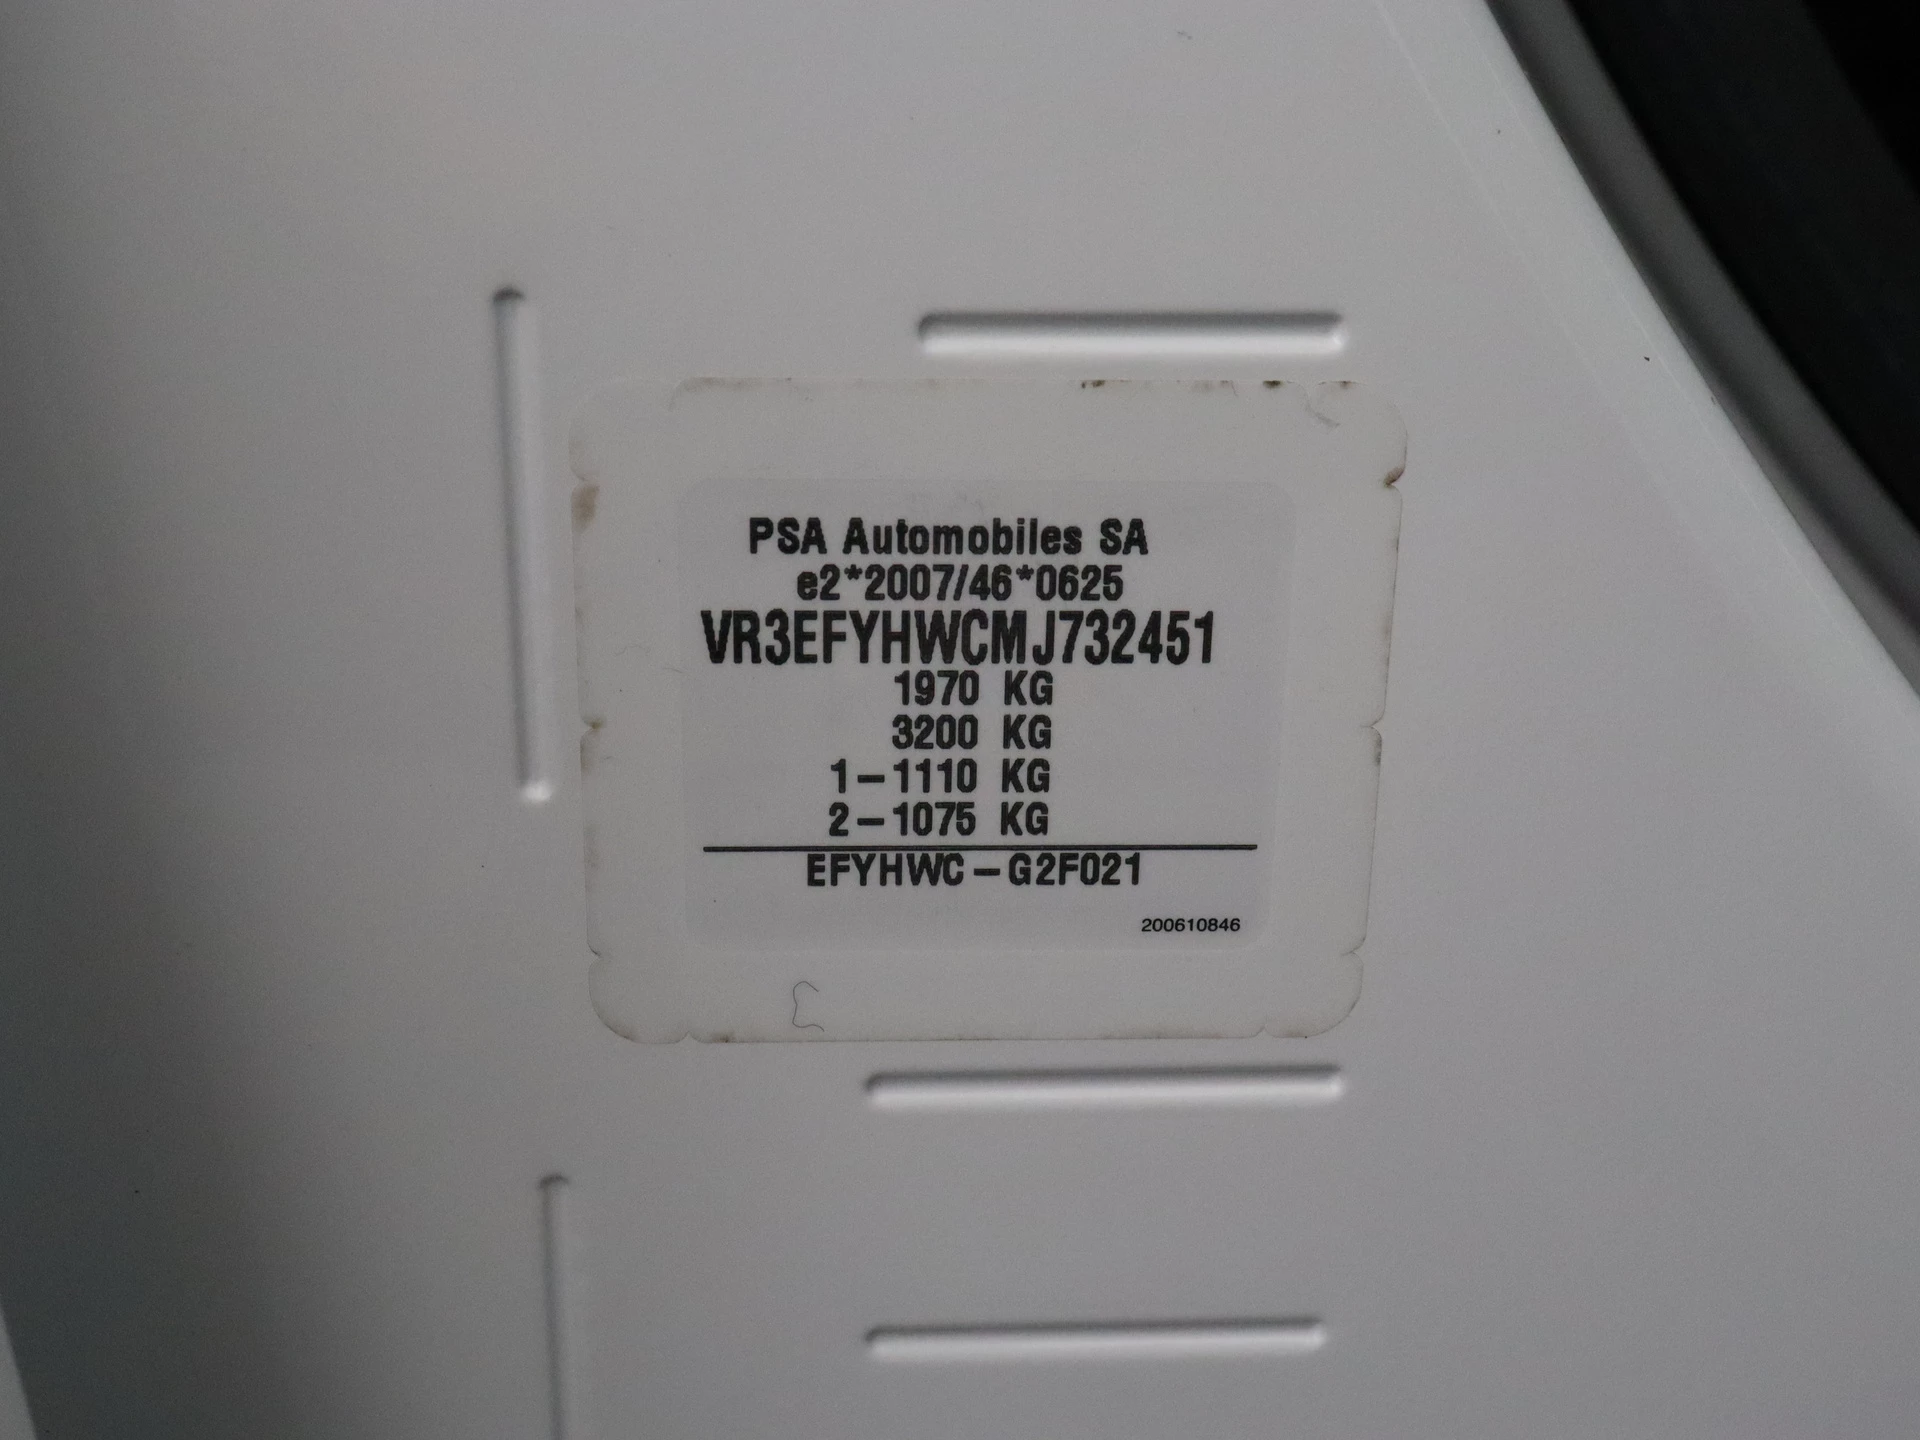 PSA Automobiles SA
e2*2007/46*0625
VR3EFYHWCMJ732451
1970 KG
3200 KG
1-1110 KG
2-1075 KG
EFYHWC-G2F021
200610846